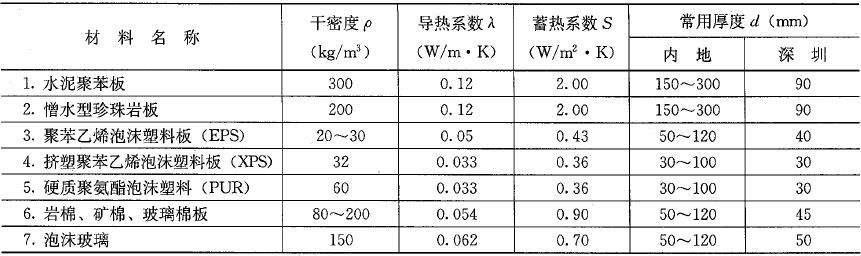 材 料 名 称 干密度 ρ (kg/m³) 导热系数 λ (W/m·K) 蓄热系数 S (W/m²·K) 常用厚度 d (mm)
内 地 深 圳
1. 水泥聚苯板 300 0.12 2.00 150~300 90
2. 憎水型珍珠岩板 200 0.12 2.00 150~300 90
3. 聚苯乙烯泡沫塑料板 (EPS) 20~30 0.05 0.43 50~120 40
4. 挤塑聚苯乙烯泡沫塑料板 (XPS) 32 0.033 0.36 30~100 30
5. 硬质聚氨酯泡沫塑料 (PUR) 60 0.033 0.36 30~100 30
6. 岩棉、矿棉、玻璃棉板 80~200 0.054 0.90 50~120 45
7. 泡沫玻璃 150 0.062 0.70 50~120 50